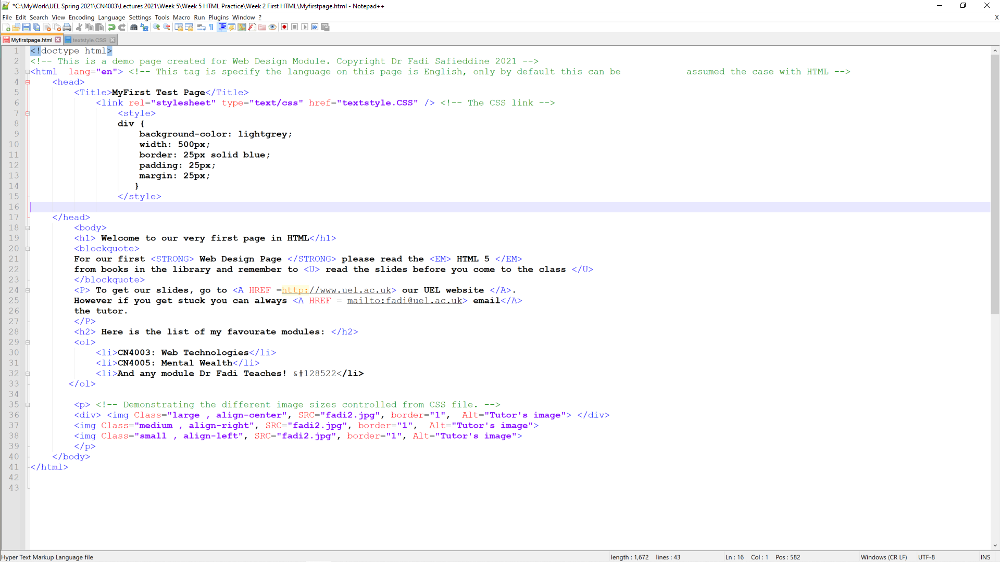 *C:\MyWork\UEL Spring 2021\CN4003\Lectures 2021\Week 5\Week 5 HTML Practice\Week 2 First HTML\Myfirstpage.html - Notepad++
File Edit Search View Encoding Language Settings Tools Macro Run Plugins Window ? X
Myfirstpage.html textstyle.CSS
1 <!doctype html>
2 <!-- This is a demo page created for Web Design Module. Copyright Dr Fadi Safieddine 2021 -->
3 <html  lang="en"> <!-- This tag is specify the language on this page is English, only by default this can be            assumed the case with HTML -->
4     <head>
5         <Title>MyFirst Test Page</Title>
6             <link rel="stylesheet" type="text/css" href="textstyle.CSS" /> <!-- The CSS link -->
7                 <style>
8                 div {
9                     background-color: lightgrey;
10                     width: 500px;
11                     border: 25px solid blue;
12                     padding: 25px;
13                     margin: 25px;
14                    }
15                 </style>
16
17     </head>
18         <body>
19         <h1> Welcome to our very first page in HTML</h1>
20         <blockquote>
21         For our first <STRONG> Web Design Page </STRONG> please read the <EM> HTML 5 </EM>
22         from books in the library and remember to <U> read the slides before you come to the class </U>
23         </blockquote>
24         <P> To get our slides, go to <A HREF =http://www.uel.ac.uk> our UEL website </A>.
25         However if you get stuck you can always <A HREF = mailto:fadi@uel.ac.uk> email</A>
26         the tutor.
27         </P>
28         <h2> Here is the list of my favourate modules: </h2>
29         <ol>
30             <li>CN4003: Web Technologies</li>
31             <li>CN4005: Mental Wealth</li>
32             <li>And any module Dr Fadi Teaches! &#128522</li>
33        </ol>
34
35         <p> <!-- Demonstrating the different image sizes controlled from CSS file. -->
36         <div> <img Class="large , align-center", SRC="fadi2.jpg", border="1",  Alt="Tutor's image"> </div>
37         <img Class="medium , align-right", SRC="fadi2.jpg", border="1",  Alt="Tutor's image">
38         <img Class="small , align-left", SRC="fadi2.jpg", border="1", Alt="Tutor's image">
39         </p>
40     </body>
41 </html>
42
43
Hyper Text Markup Language file length : 1,672 lines : 43 Ln : 16 Col : 1 Pos : 582 Windows (CR LF) UTF-8 INS